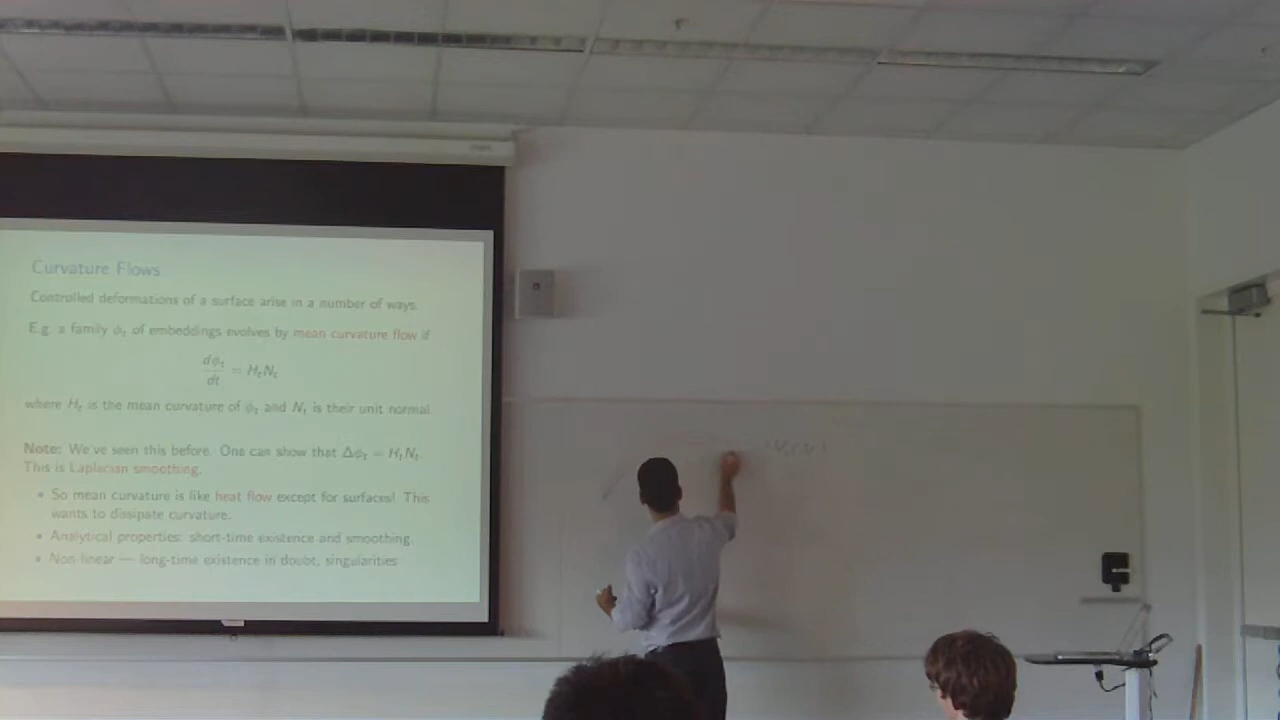 Curvature Flows
Controlled deformations of a surface arise in a number of ways.
E.g. a family ϕₜ of embeddings evolves by mean curvature flow if
dϕₜ/dt = HₜNₜ
where Hₜ is the mean curvature of ϕₜ and Nₜ is their unit normal.
Note: We've seen this before. One can show that Δϕₜ = HₜNₜ.
This is Laplacian smoothing.
• So mean curvature is like heat flow except for surfaces! This
wants to dissipate curvature.
• Analytical properties: short-time existence and smoothing.
• Non-linear — long-time existence in doubt, singularities